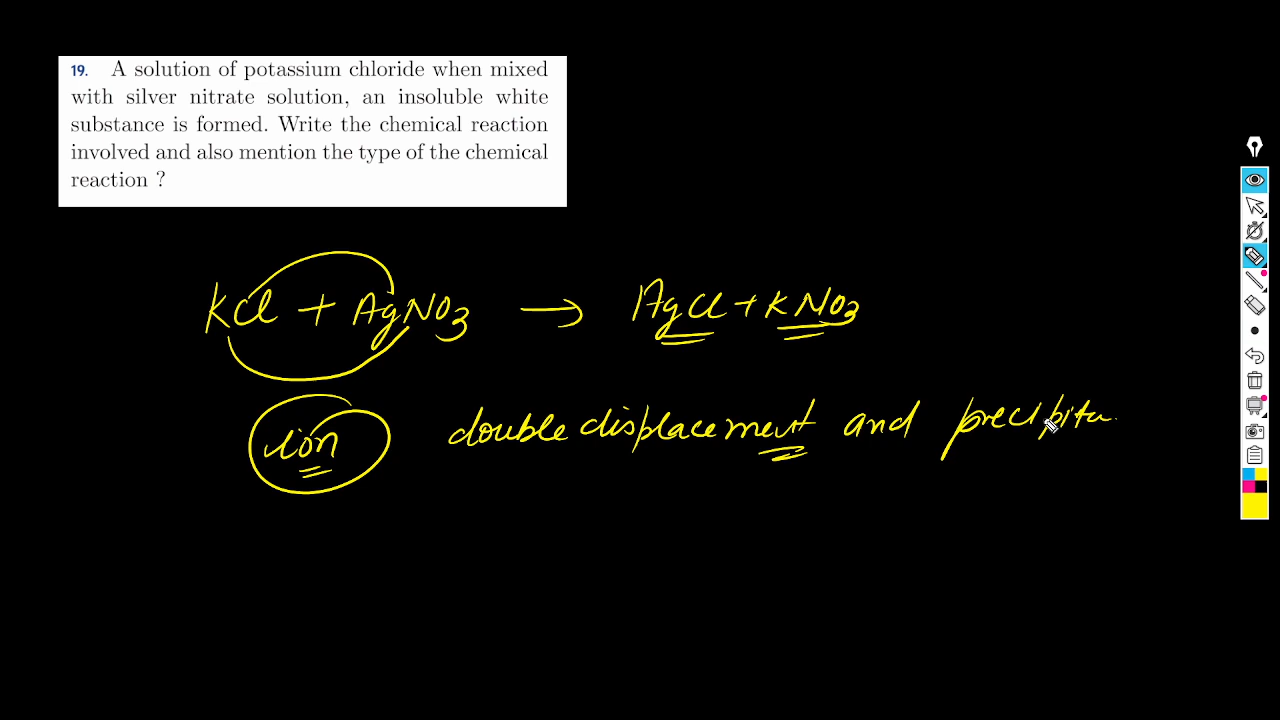 19. A solution of potassium chloride when mixed
with silver nitrate solution, an insoluble white
substance is formed. Write the chemical reaction
involved and also mention the type of the chemical
reaction ?
KCl + AgNO3 → AgCl + KNO3
ion double displacement and precipita